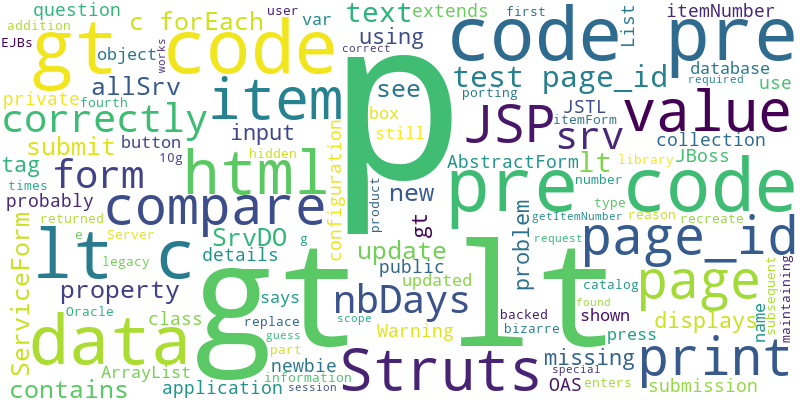 question
c forEach
text
extends
first
List
itemNumber
addition
user
var
EJBs
gt
code
object
works
using
correct
code
pre
private
allSrv
see
test
page_id
database
required
use
fourth
item
p
box
porting
correctly
JSP
srv
JSTL
itemForm
value
submit
button
input
still
collection
tag
10g
hidden
html
configuration
AbstractForm
lt
library
JBoss
times
form
new
pre
code
number
probably
compare
product
gt
getItemNumber
type
reason
recreate
returned
ServiceForm
e
Server
SrvDO
g
problem
request
page_id
lt
c
details
update
gt
lt
catalog
page
legacy
property
public
updated
found
Oracle
says
nbDays
backed
shown
name
subsequent
maintaining
data
class
replace
scope
Warning
bizarre
press
displays
guess
part
ArrayList
newbie
Struts
missing
print
contains
application
information
session
special
OAS
enters
submission